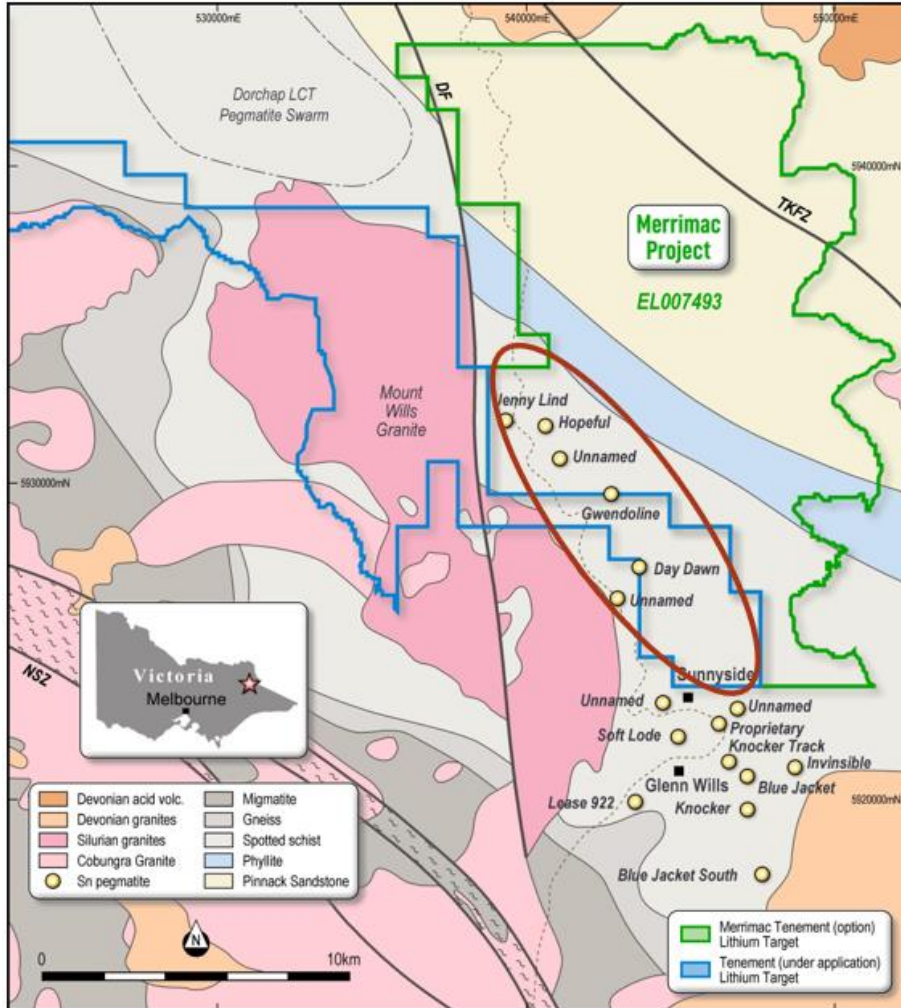 530000mE
540000mE
550000mE
Dorchap LCT
Pegmatite Swarm
DF
5940000mN
TKFZ
Merrimac
Project
EL007493
Mount
Wills
Granite
Jenny Lind
Hopeful
Unnamed
5930000mN
Gwendoline
Day Dawn
Unnamed
NSZ
Victoria
Melbourne
Sunnyside
Unnamed
Unnamed
Proprietary
Soft Lode
Knocker Track
Invinsible
Glenn Wills
Blue Jacket
Lease 922
Knocker
5920000mN
Blue Jacket South
Devonian acid volc.
Devonian granites
Silurian granites
Cobungra Granite
Sn pegmatite
Migmatite
Gneiss
Spotted schist
Phyllite
Pinnack Sandstone
N
0
10km
Merrimac Tenement (option)
Lithium Target
Tenement (under application)
Lithium Target